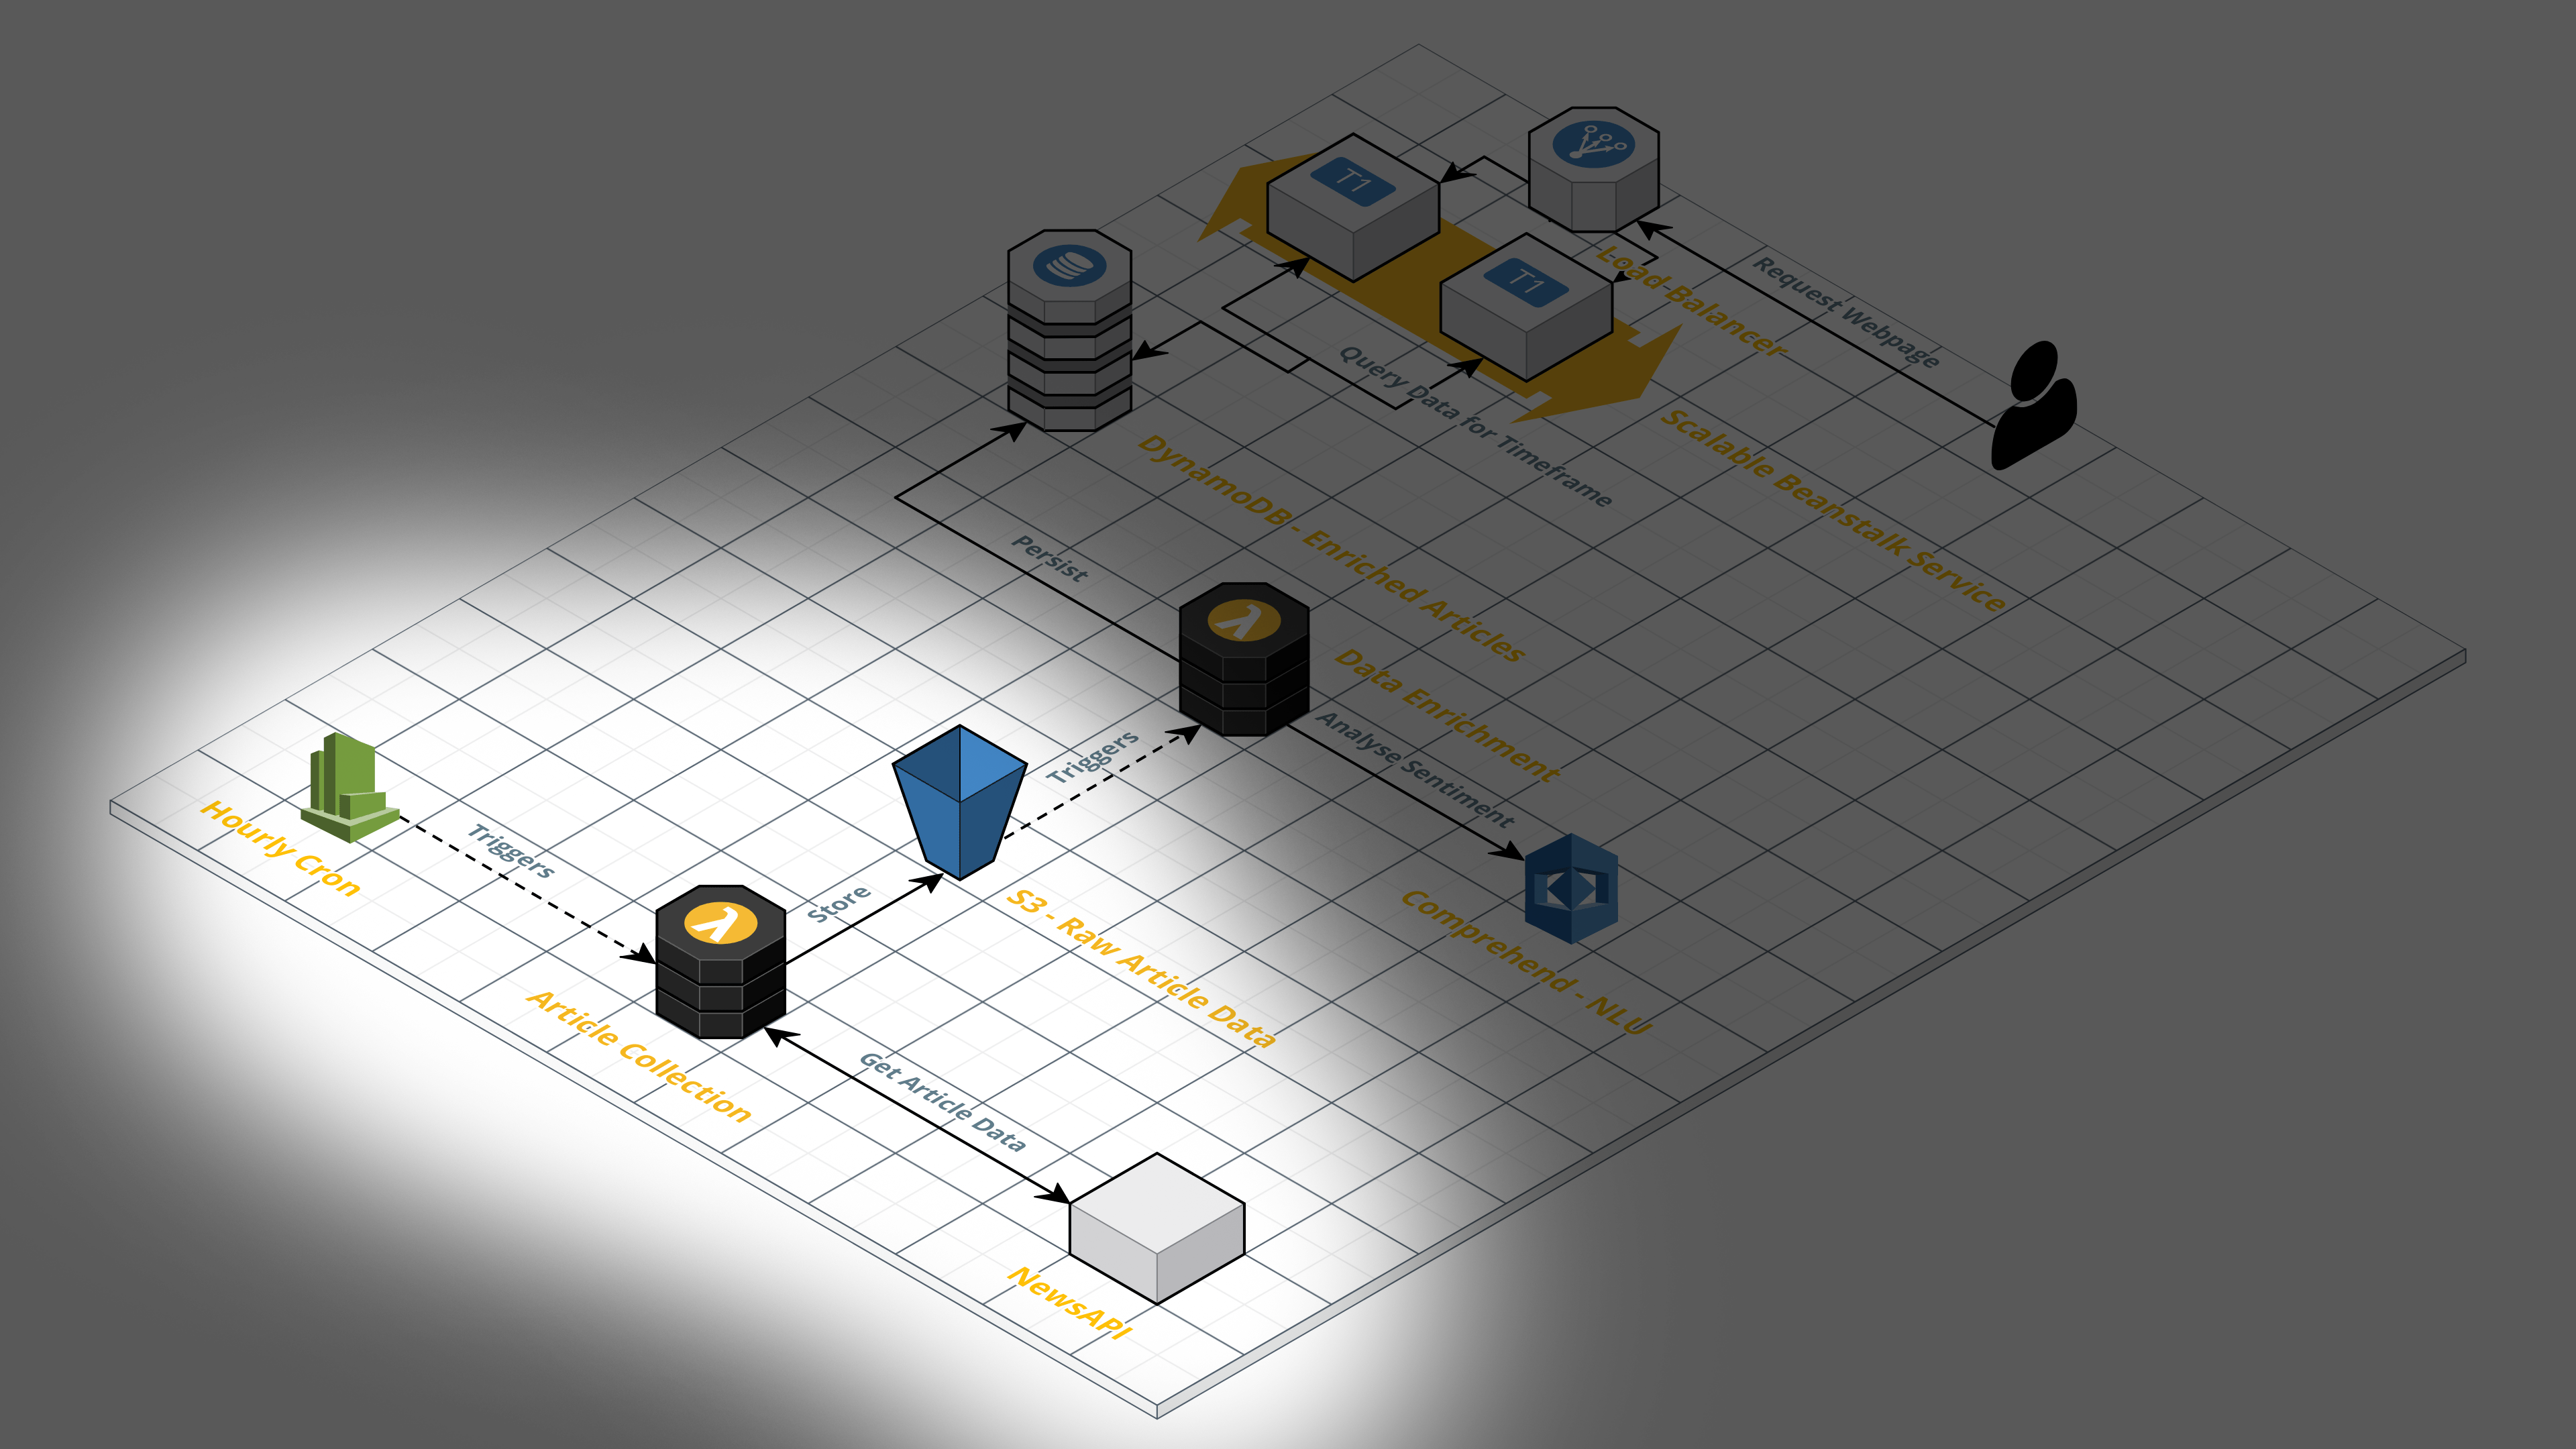 T1
T1
Load Balancer
Request Webpage
Query Data for Timeframe
Scalable Beanstalk Service
DynamoDB - Enriched Articles
Persist
Data Enrichment
Analyse Sentiment
Triggers
Hourly Cron
Triggers
Store
S3 - Raw Article Data
Comprehend - NLU
Article Collection
Get Article Data
NewsAPI